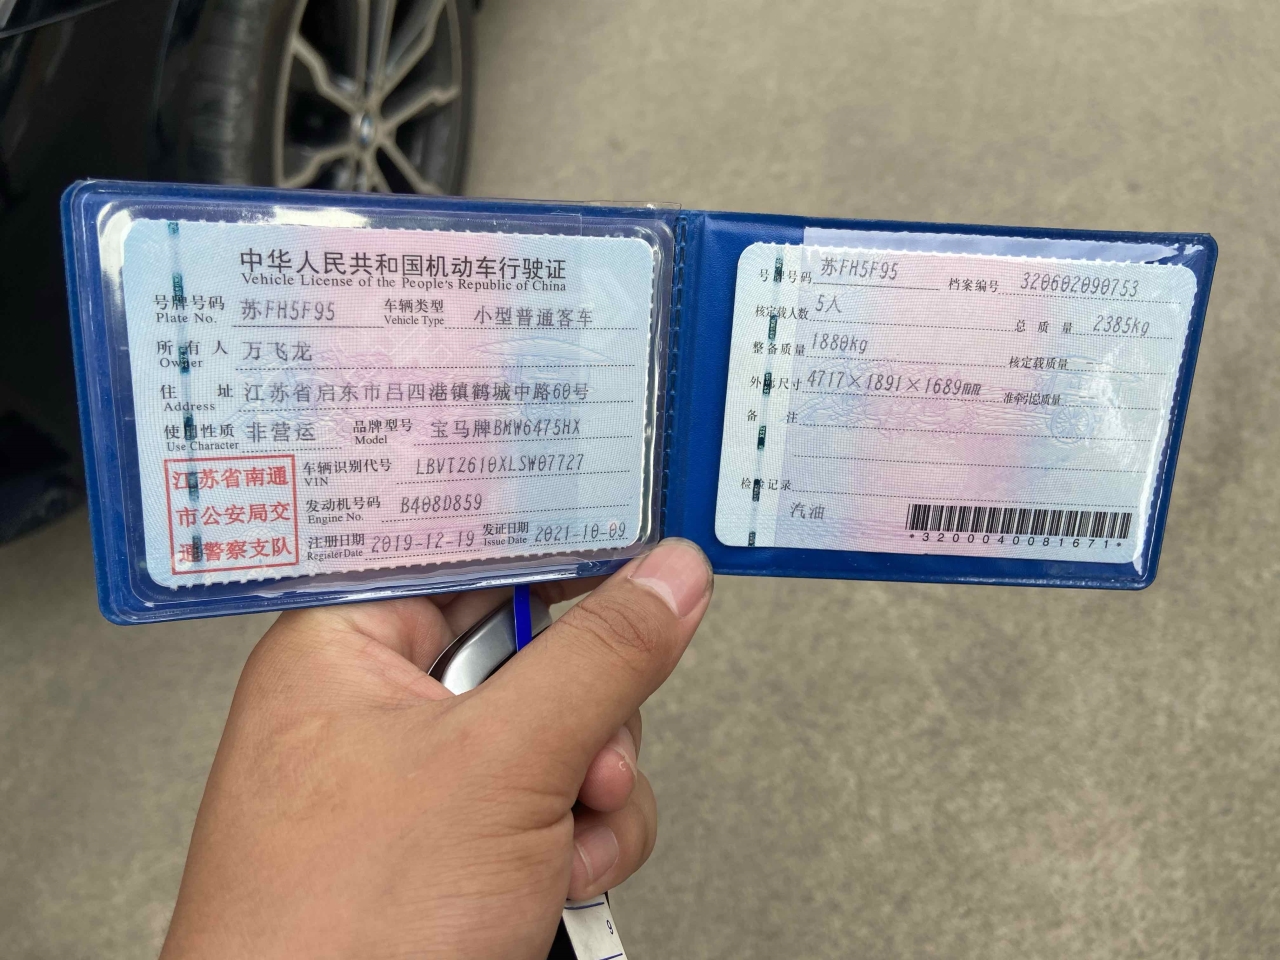 中华人民共和国机动车行驶证
Vehicle License of the People's Republic of China
号牌号码 苏FH5F95 车辆类型 小型普通客车
Plate No. Vehicle Type
所有人 万飞龙
Owner
住址 江苏省启东市吕四港镇鹤城中路60号
Address
使用性质 非营运 品牌型号 宝马牌BMW6475HX
Use Character Model
江苏省南通
市公安局交
通警察支队
车辆识别代号 LBVTZ610XLSW07727
VIN
发动机号码 B408D859
Engine No.
注册日期 2019-12-19 发证日期 2021-10-09
Register Date Issue Date
号牌号码 苏FH5F95 档案编号 320602090753
核定载人数 5人 总质量 2385kg
整备质量 1880kg 核定载质量
外廓尺寸 4717×1891×1689mm 准牵引总质量
备注
检验记录
汽油
*3200040081671*
9